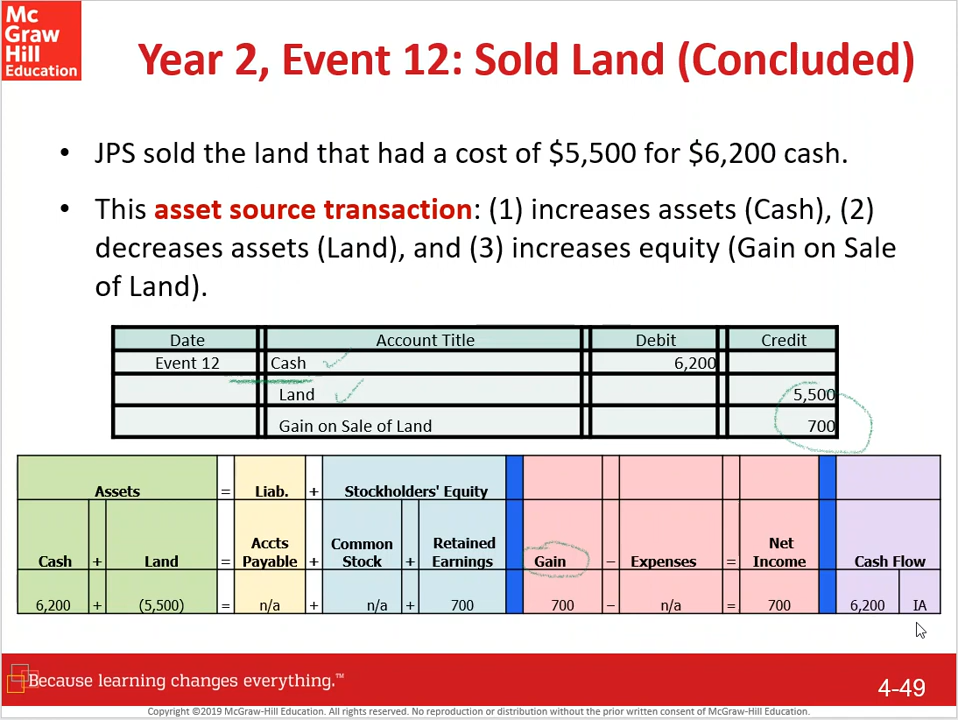 Mc
Graw
Hill
Education
Year 2, Event 12: Sold Land (Concluded)
• JPS sold the land that had a cost of $5,500 for $6,200 cash.
• This asset source transaction: (1) increases assets (Cash), (2)
decreases assets (Land), and (3) increases equity (Gain on Sale
of Land).
Date Account Title Debit Credit
Event 12 Cash 6,200
Land 5,500
Gain on Sale of Land 700
Assets = Liab. + Stockholders' Equity
Accts Common Retained Net
Cash + Land = Payable + Stock + Earnings Gain – Expenses = Income Cash Flow
6,200 + (5,500) = n/a + n/a + 700 700 – n/a = 700 6,200 IA
Because learning changes everything.™
4-49
Copyright ©2019 McGraw-Hill Education. All rights reserved. No reproduction or distribution without the prior written consent of McGraw-Hill Education.